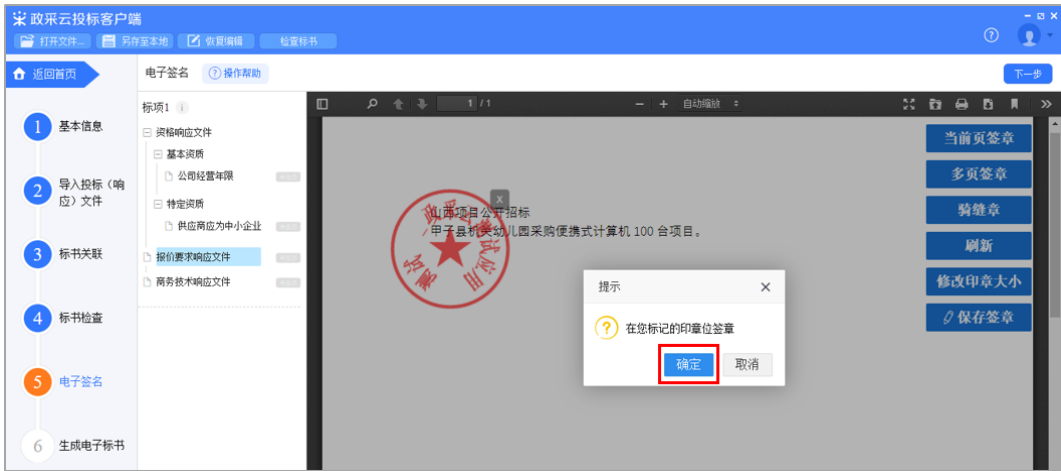 政采云投标客户端
打开文件... 另存至本地 恢复编辑 检查标书
返回首页
电子签名 操作帮助
下一步
1 基本信息
2 导入投标（响
应）文件
3 标书关联
4 标书检查
5 电子签名
6 生成电子标书
标项1
资格响应文件
基本资质
公司经营年限
特定资质
供应商应为中小企业
报价要求响应文件
商务技术响应文件
1 / 1
自动缩放
山西项目公开招标
甲子县机关幼儿园采购便携式计算机 100 台项目。
当前页签章
多页签章
骑缝章
刷新
修改印章大小
保存签章
提示
在您标记的印章位签章
确定 取消